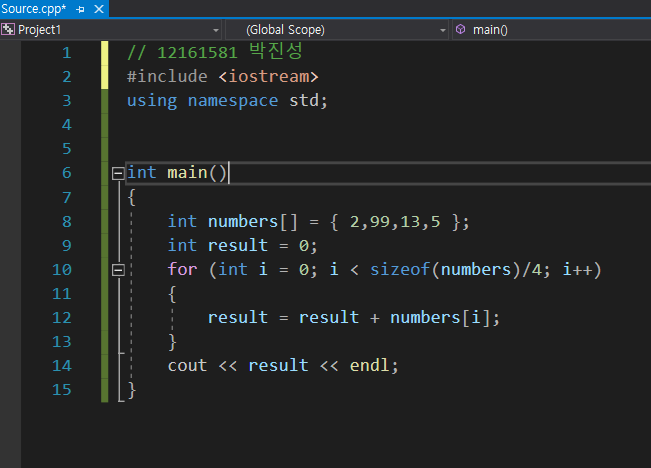 Source.cpp*
Project1 (Global Scope) main()
1 // 12161581 박진성
2 #include <iostream>
3 using namespace std;
4
5
6 int main()
7 {
8 int numbers[] = { 2,99,13,5 };
9 int result = 0;
10 for (int i = 0; i < sizeof(numbers)/4; i++)
11 {
12 result = result + numbers[i];
13 }
14 cout << result << endl;
15 }